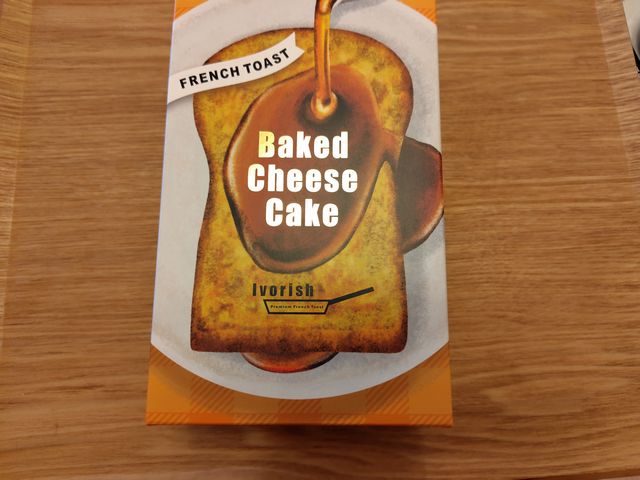 FRENCH TOAST
Baked
Cheese
Cake
Ivorish
Premium French Toast